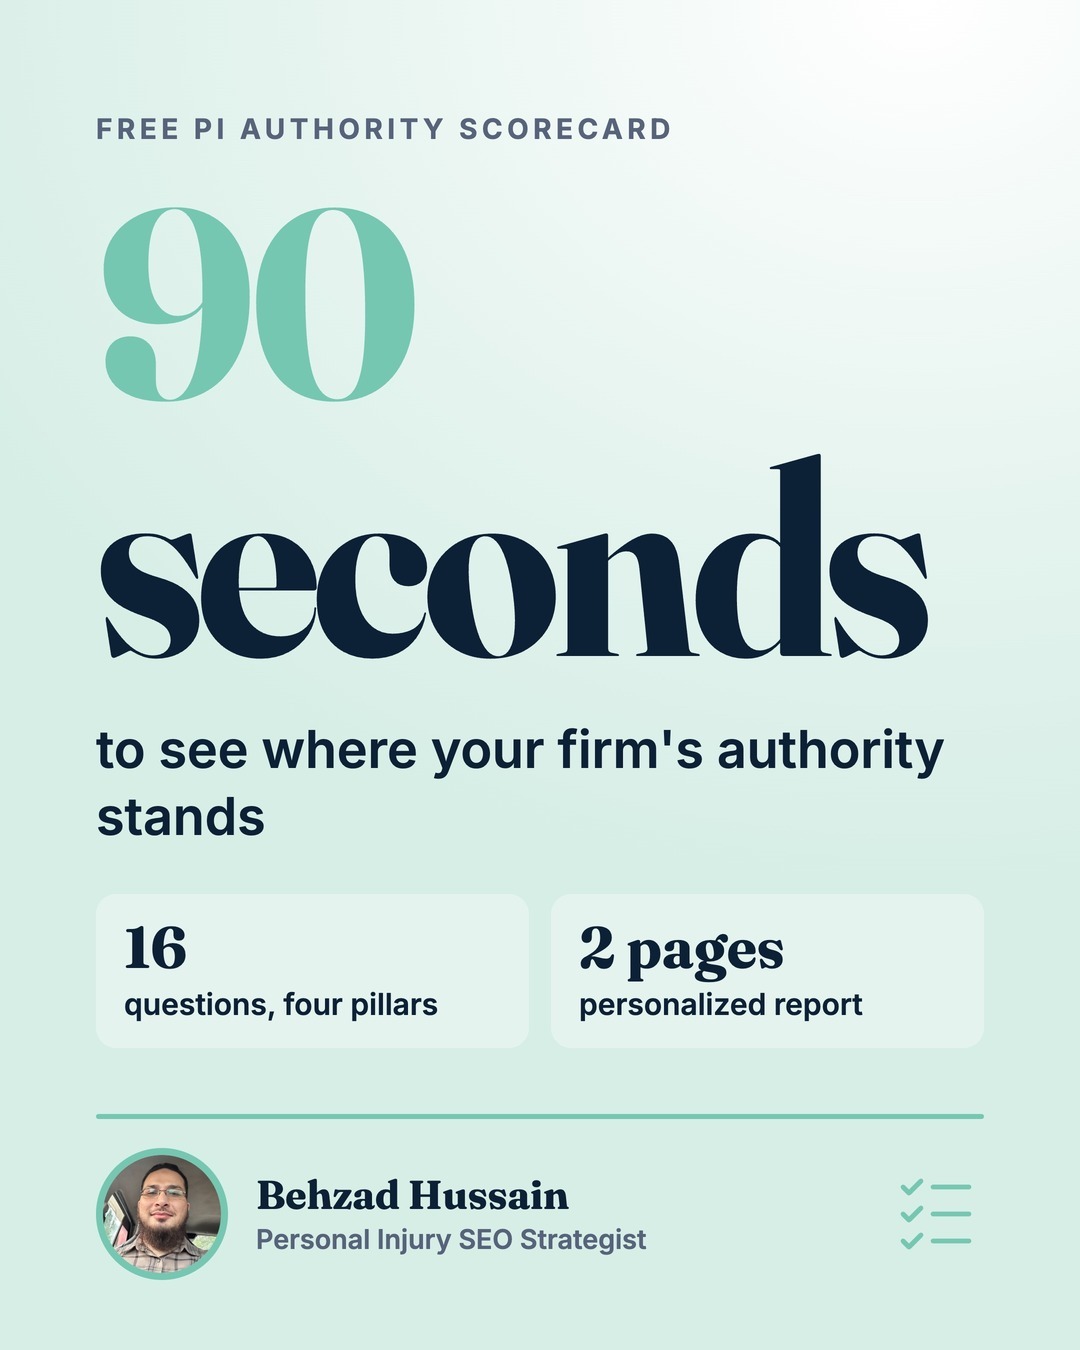 FREE PI AUTHORITY SCORECARD
90
seconds
to see where your firm's authority
stands
16
questions, four pillars
2 pages
personalized report
Behzad Hussain
Personal Injury SEO Strategist